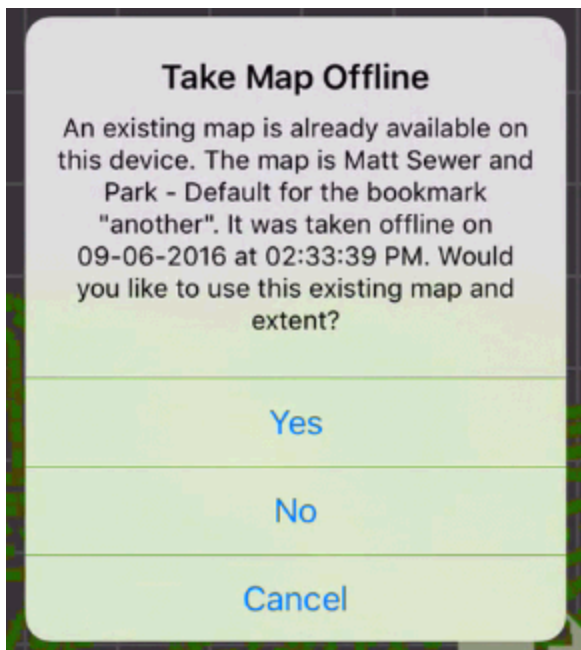 Take Map Offline
An existing map is already available on
this device. The map is Matt Sewer and
Park - Default for the bookmark
"another". It was taken offline on
09-06-2016 at 02:33:39 PM. Would
you like to use this existing map and
extent?
Yes
No
Cancel